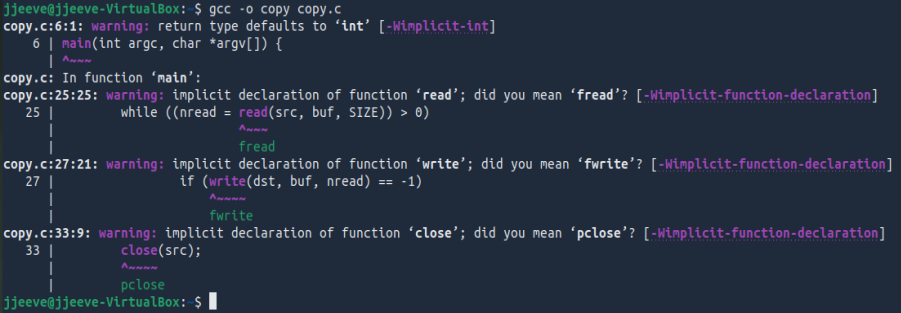 jjeeve@jjeeve-VirtualBox:~$ gcc -o copy copy.c
copy.c:6:1: warning: return type defaults to ‘int’ [-Wimplicit-int]
    6 | main(int argc, char *argv[]) {
      | ^~~~
copy.c: In function ‘main’:
copy.c:25:25: warning: implicit declaration of function ‘read’; did you mean ‘fread’? [-Wimplicit-function-declaration]
   25 |         while ((nread = read(src, buf, SIZE)) > 0)
      |                         ^~~~
      |                         fread
copy.c:27:21: warning: implicit declaration of function ‘write’; did you mean ‘fwrite’? [-Wimplicit-function-declaration]
   27 |                 if (write(dst, buf, nread) == -1)
      |                     ^~~~~
      |                     fwrite
copy.c:33:9: warning: implicit declaration of function ‘close’; did you mean ‘pclose’? [-Wimplicit-function-declaration]
   33 |         close(src);
      |         ^~~~~
      |         pclose
jjeeve@jjeeve-VirtualBox:~$